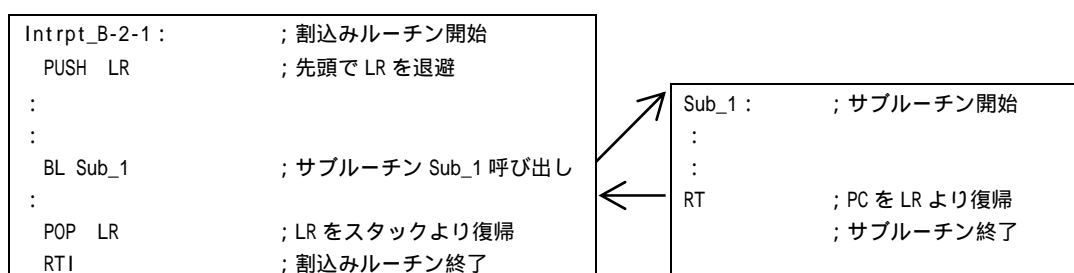 Intrpt_B-2-1： ；割込みルーチン開始
PUSH LR ；先頭で LR を退避
：
：
BL Sub_1 ；サブルーチン Sub_1 呼び出し
：
POP LR ；LR をスタックより復帰
RTI ；割込みルーチン終了
Sub_1： ；サブルーチン開始
：
：
RT ；PC を LR より復帰
；サブルーチン終了